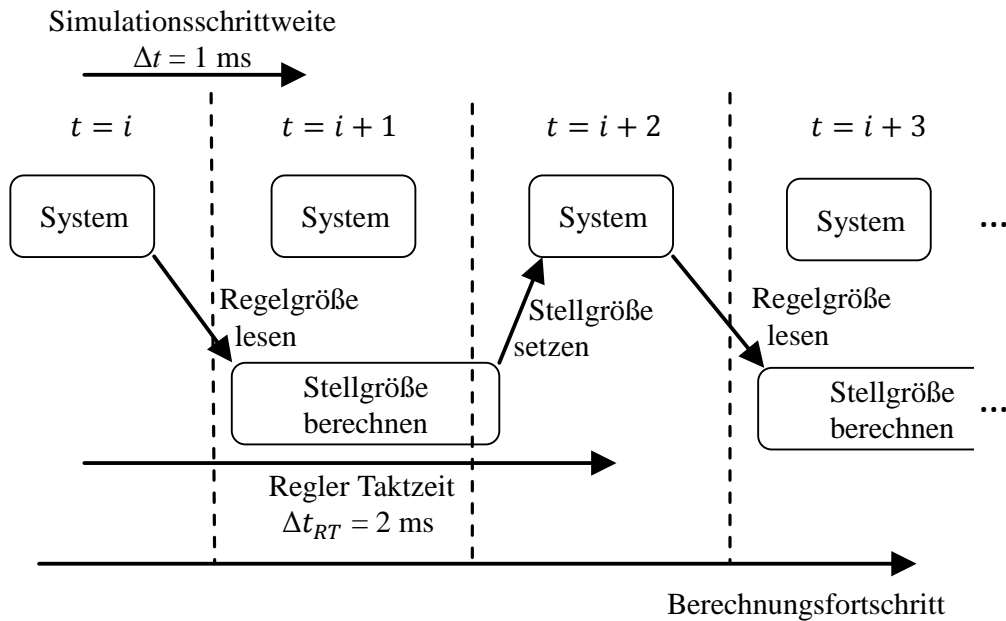 Simulationsschrittweite
Δt = 1 ms
t = i
t = i + 1
t = i + 2
t = i + 3
System
System
System
System
...
Regelgröße
lesen
Stellgröße
setzen
Regelgröße
lesen
Stellgröße
berechnen
Stellgröße
berechnen
...
Regler Taktzeit
Δt_RT = 2 ms
Berechnungsfortschritt